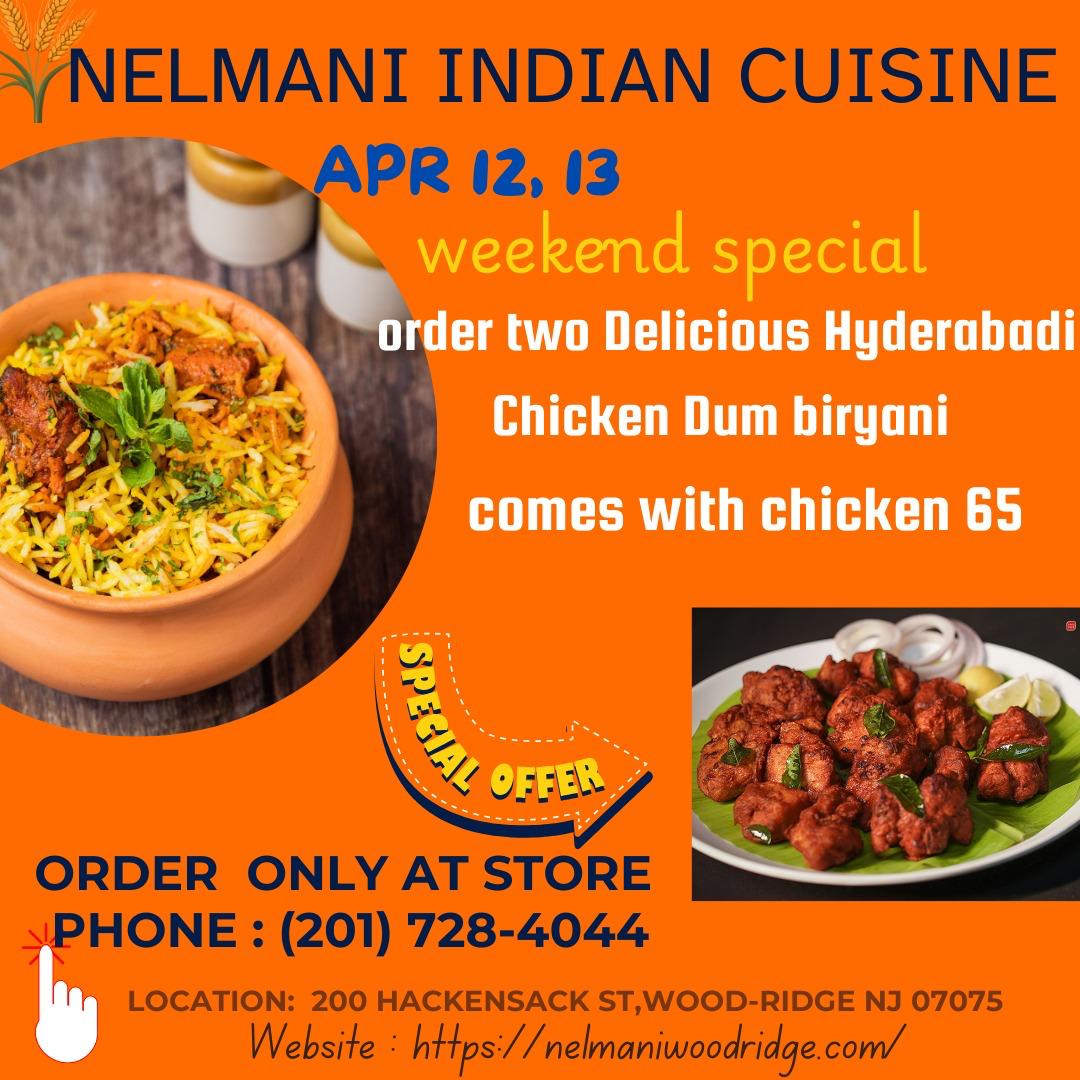 NELMANI INDIAN CUISINE
APR 12, 13
weekend special
order two Delicious Hyderabadi
Chicken Dum biryani
comes with chicken 65
SPECIAL OFFER
ORDER ONLY AT STORE
PHONE : (201) 728-4044
LOCATION: 200 HACKENSACK ST,WOOD-RIDGE NJ 07075
Website : https://nelmaniwoodridge.com/